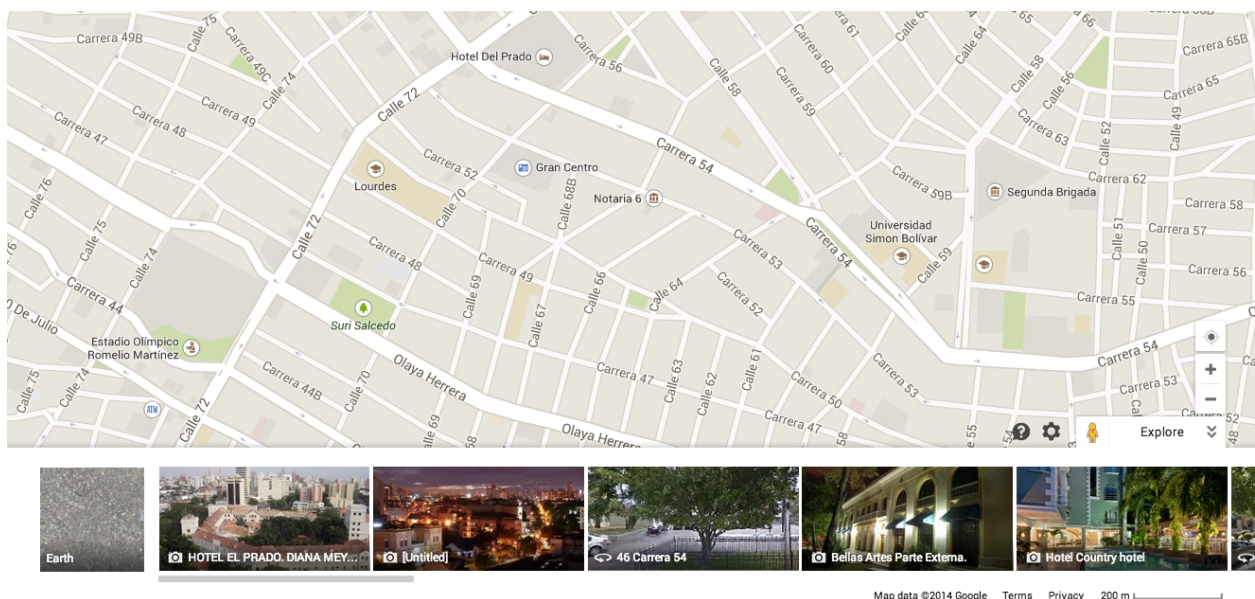 Carrera 49B
Calle 75
Carrera 49C
Calle 74
Carrera 49
Carrera 48
Carrera 47
Calle 76
Calle 75
Calle 74
Carrera 44
Calle 72
Hotel Del Prado
Carrera 56
Calle 64
Carrera 61
Carrera 60
Calle 58
Carrera 59
Carrera 66
Carrera 65B
Calle 58
Calle 56
Carrera 65
Carrera 63
Calle 52
Calle 49
Carrera 54
Carrera 52
Gran Centro
Lourdes
Calle 70
Calle 68B
Notaria 6
Carrera 62
Segunda Brigada
Carrera 59B
Carrera 58
Calle 72
Universidad
Simon Bolívar
Calle 51
Calle 50
Carrera 57
Carrera 48
Carrera 49
Calle 69
Calle 66
Calle 64
Carrera 53
Carrera 54
Calle 59
Carrera 56
Carrera 52
Carrera 55
Calle 67
Suri Salcedo
Estadio Olímpico
Romelio Martínez
Olaya Herrera
Calle 63
Calle 62
Calle 61
Carrera 54
Carrera 47
Carrera 50
Carrera 53
Carrera 53
Carrera 44B
Calle 70
Calle 75
Calle 74
Calle 72
ATM
Calle 69
Olaya Herrera
Explore
Earth
HOTEL EL PRADO. DIANA MEY...
[Untitled]
46 Carrera 54
Bellas Artes Parte Externa.
Hotel Country hotel
Map data ©2014 Google Terms Privacy 200 m